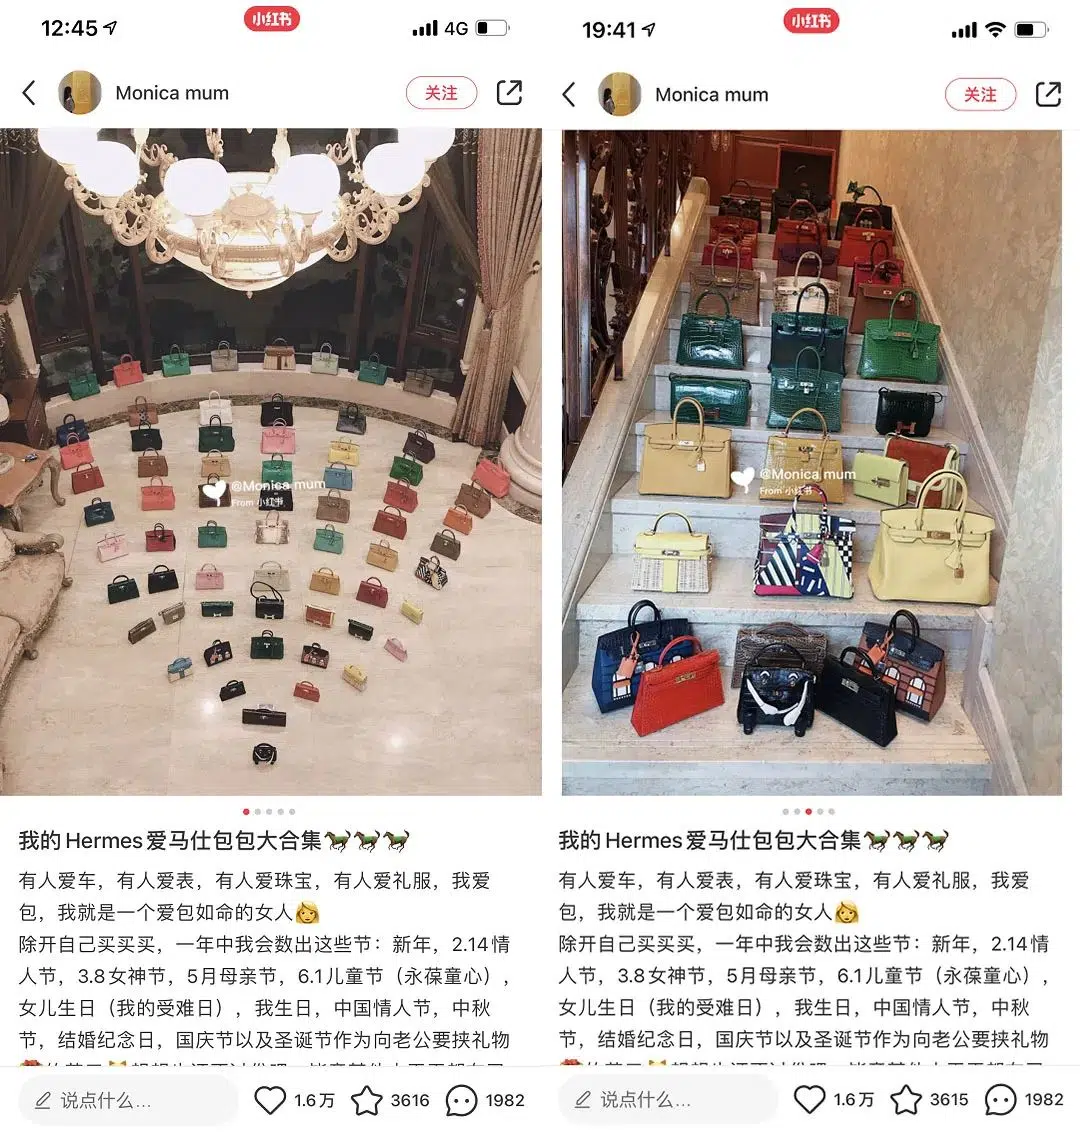 12:45
小红书
4G
Monica mum
关注
@Monica mum
From 小红书
我的Hermes爱马仕包包大合集
有人爱车，有人爱表，有人爱珠宝，有人爱礼服，我爱
包，我就是一个爱包如命的女人
除开自己买买买，一年中我会数出这些节：新年，2.14情
人节，3.8女神节，5月母亲节，6.1儿童节（永葆童心），
女儿生日（我的受难日），我生日，中国情人节，中秋
节，结婚纪念日，国庆节以及圣诞节作为向老公要挟礼物
说点什么...
1.6万
3616
1982
19:41
小红书
Monica mum
关注
@Monica mum
From 小红书
我的Hermes爱马仕包包大合集
有人爱车，有人爱表，有人爱珠宝，有人爱礼服，我爱
包，我就是一个爱包如命的女人
除开自己买买买，一年中我会数出这些节：新年，2.14情
人节，3.8女神节，5月母亲节，6.1儿童节（永葆童心），
女儿生日（我的受难日），我生日，中国情人节，中秋
节，结婚纪念日，国庆节以及圣诞节作为向老公要挟礼物
说点什么...
1.6万
3615
1982